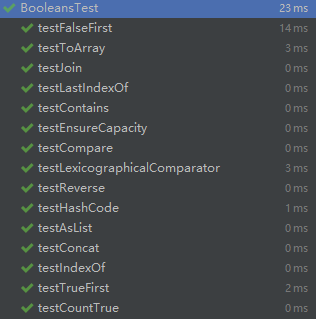 BooleansTest 23 ms
testFalseFirst 14 ms
testToArray 3 ms
testJoin 0 ms
testLastIndexOf 0 ms
testContains 0 ms
testEnsureCapacity 0 ms
testCompare 0 ms
testLexicographicalComparator 3 ms
testReverse 0 ms
testHashCode 1 ms
testAsList 0 ms
testConcat 0 ms
testIndexOf 0 ms
testTrueFirst 2 ms
testCountTrue 0 ms